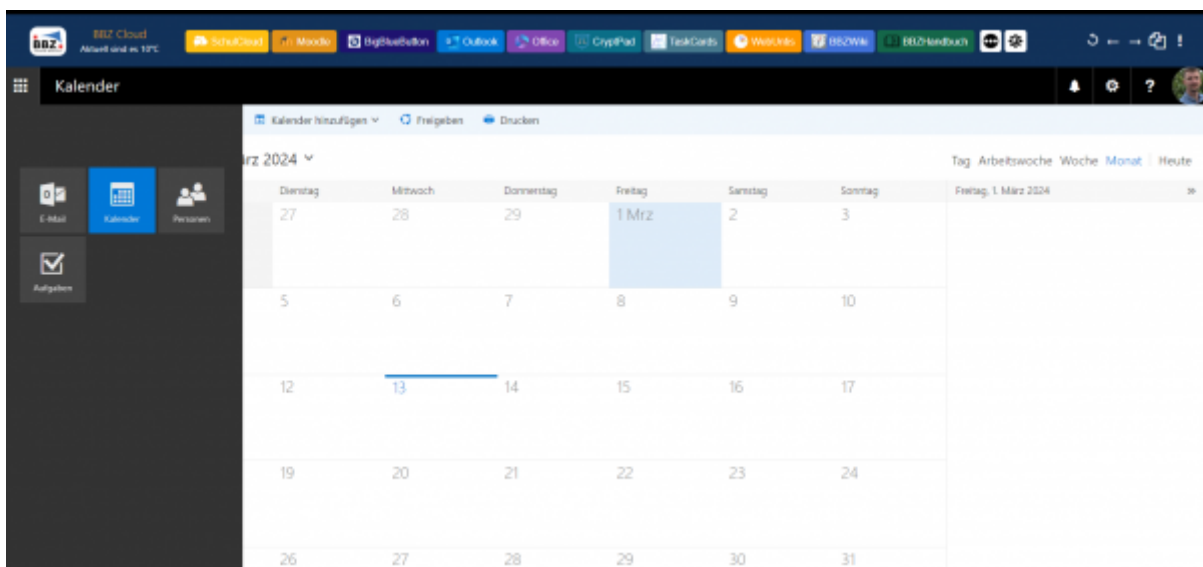 BBZ Cloud
Aktuell sind es 10°C
BBZ.
SchulCloud Moodle BigBlueButton Outlook Office CryptPad TaskCards WebUntis BBZWiki BBZHandbuch
Kalender
Kalender hinzufügen Freigeben Drucken
rz 2024
Tag Arbeitswoche Woche Monat Heute
Dienstag Mittwoch Donnerstag Freitag Samstag Sonntag Freitag, 1. März 2024
27 28 29 1 Mrz 2 3
E-Mail Kalender Personen
Aufgaben
5 6 7 8 9 10
12 13 14 15 16 17
19 20 21 22 23 24
26 27 28 29 30 31